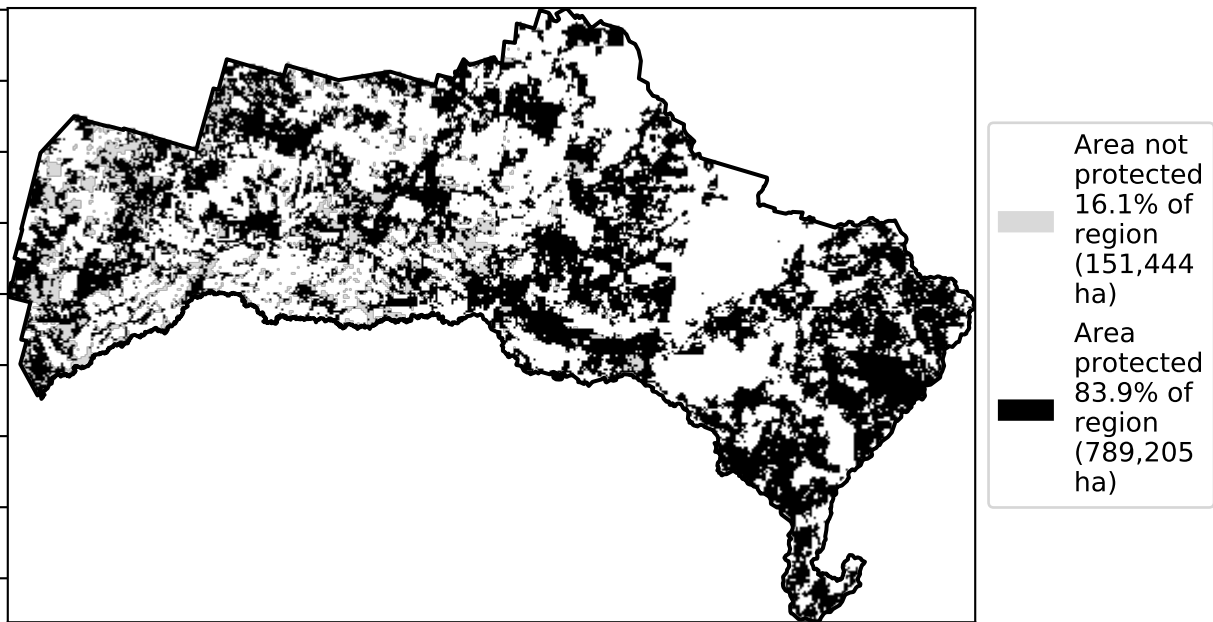 Area not
protected
16.1% of
region
(151,444
ha)
Area
protected
83.9% of
region
(789,205
ha)